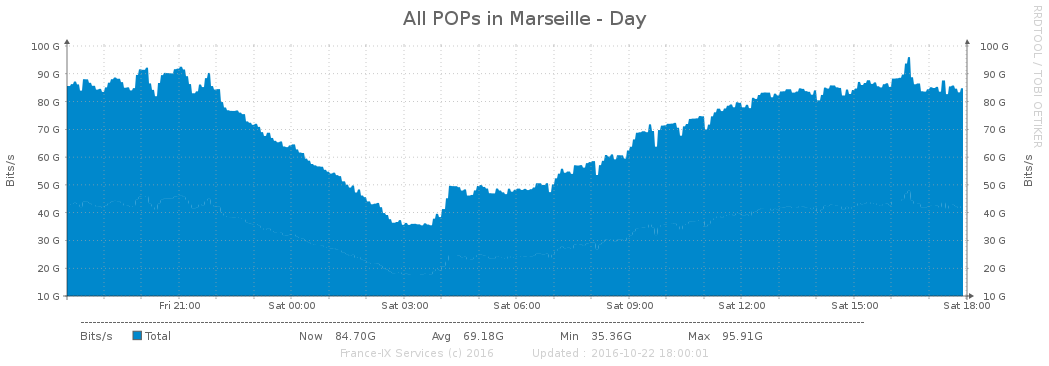 All POPs in Marseille - Day
RRDTOOL / TOBI OETIKER
100 G 100 G
90 G 90 G
80 G 80 G
70 G 70 G
60 G 60 G
50 G 50 G
40 G 40 G
30 G 30 G
20 G 20 G
10 G 10 G
Bits/s
Bits/s
Fri 21:00 Sat 00:00 Sat 03:00 Sat 06:00 Sat 09:00 Sat 12:00 Sat 15:00 Sat 18:00
Bits/s Total Now 84.70G Avg 69.18G Min 35.36G Max 95.91G
France-IX Services (c) 2016 Updated : 2016-10-22 18:00:01